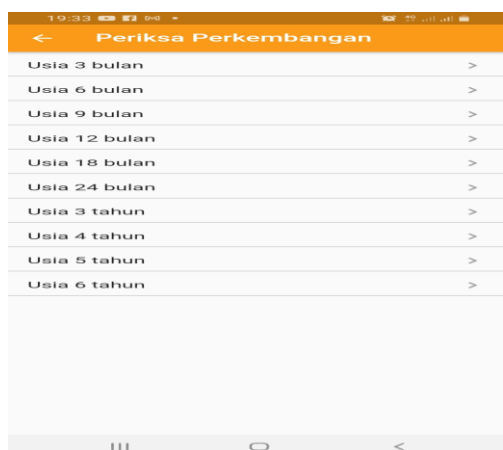 19:33
← Periksa Perkembangan
Usia 3 bulan >
Usia 6 bulan >
Usia 9 bulan >
Usia 12 bulan >
Usia 18 bulan >
Usia 24 bulan >
Usia 3 tahun >
Usia 4 tahun >
Usia 5 tahun >
Usia 6 tahun >